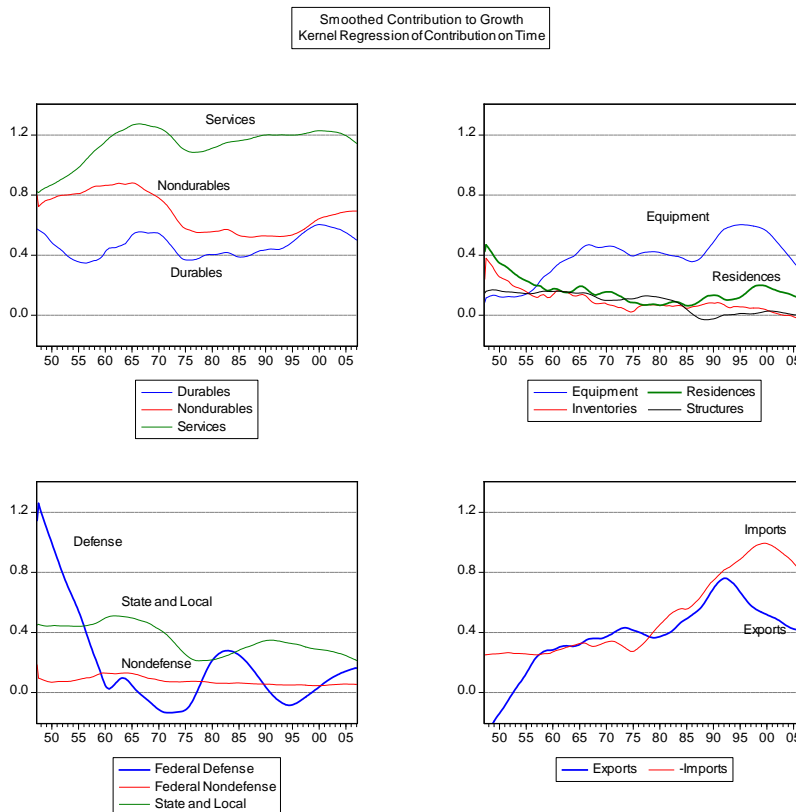 Smoothed Contribution to Growth
Kernel Regression of Contribution on Time
1.2
0.8
0.4
0.0
Services
Nondurables
Durables
50 55 60 65 70 75 80 85 90 95 00 05
Durables
Nondurables
Services
1.2
0.8
0.4
0.0
Equipment
Residences
50 55 60 65 70 75 80 85 90 95 00 05
Equipment Residences
Inventories Structures
1.2
0.8
0.4
0.0
Defense
State and Local
Nondefense
50 55 60 65 70 75 80 85 90 95 00 05
Federal Defense
Federal Nondefense
State and Local
1.2
0.8
0.4
0.0
Imports
Exports
50 55 60 65 70 75 80 85 90 95 00 05
Exports -Imports